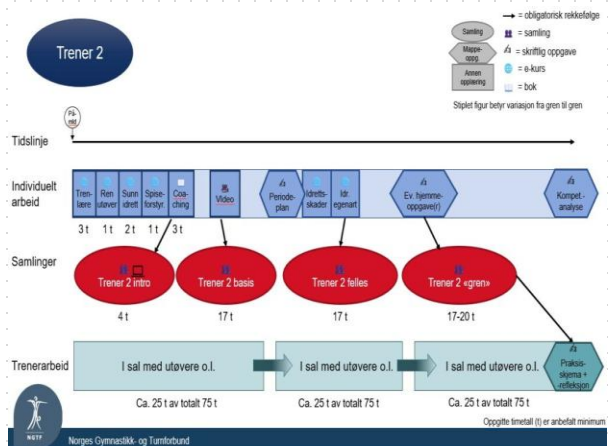 Trener 2
Samling
Mappe-
oppg.
Annen
opplæring
= obligatorisk rekkefølge
= samling
= skriftlig oppgave
= e-kurs
= bok
Stiplet figur betyr variasjon fra gren til gren
På-
meldt
Tidslinje
Individuelt
arbeid
Tren-
lære
Ren
utøver
Sunn
idrett
Spise-
forstyr.
Coa-
ching
Video
Periode-
plan
Idretts-
skader
Idr.
egenart
Ev. hjemme-
oppgave(r)
Kompet.-
analyse
3 t
1 t
2 t
1 t
3 t
Samlinger
Trener 2 intro
Trener 2 basis
Trener 2 felles
Trener 2 «gren»
4 t
17 t
17 t
17-20 t
Trenerarbeid
I sal med utøvere o.l.
I sal med utøvere o.l.
I sal med utøvere o.l.
Praksis-
skjema +
-refleksjon
Ca. 25 t av totalt 75 t
Ca. 25 t av totalt 75 t
Ca. 25 t av totalt 75 t
Oppgitte timetall (t) er anbefalt minimum
NGTF
Norges Gymnastikk- og Turnforbund